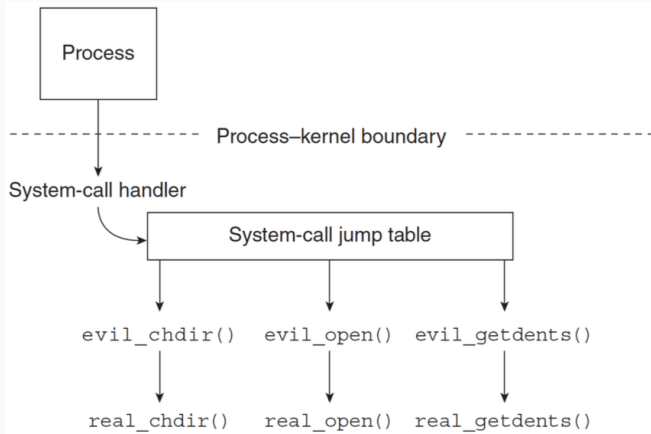 Process
Process–kernel boundary
System-call handler
System-call jump table
evil_chdir() evil_open() evil_getdents()
real_chdir() real_open() real_getdents()